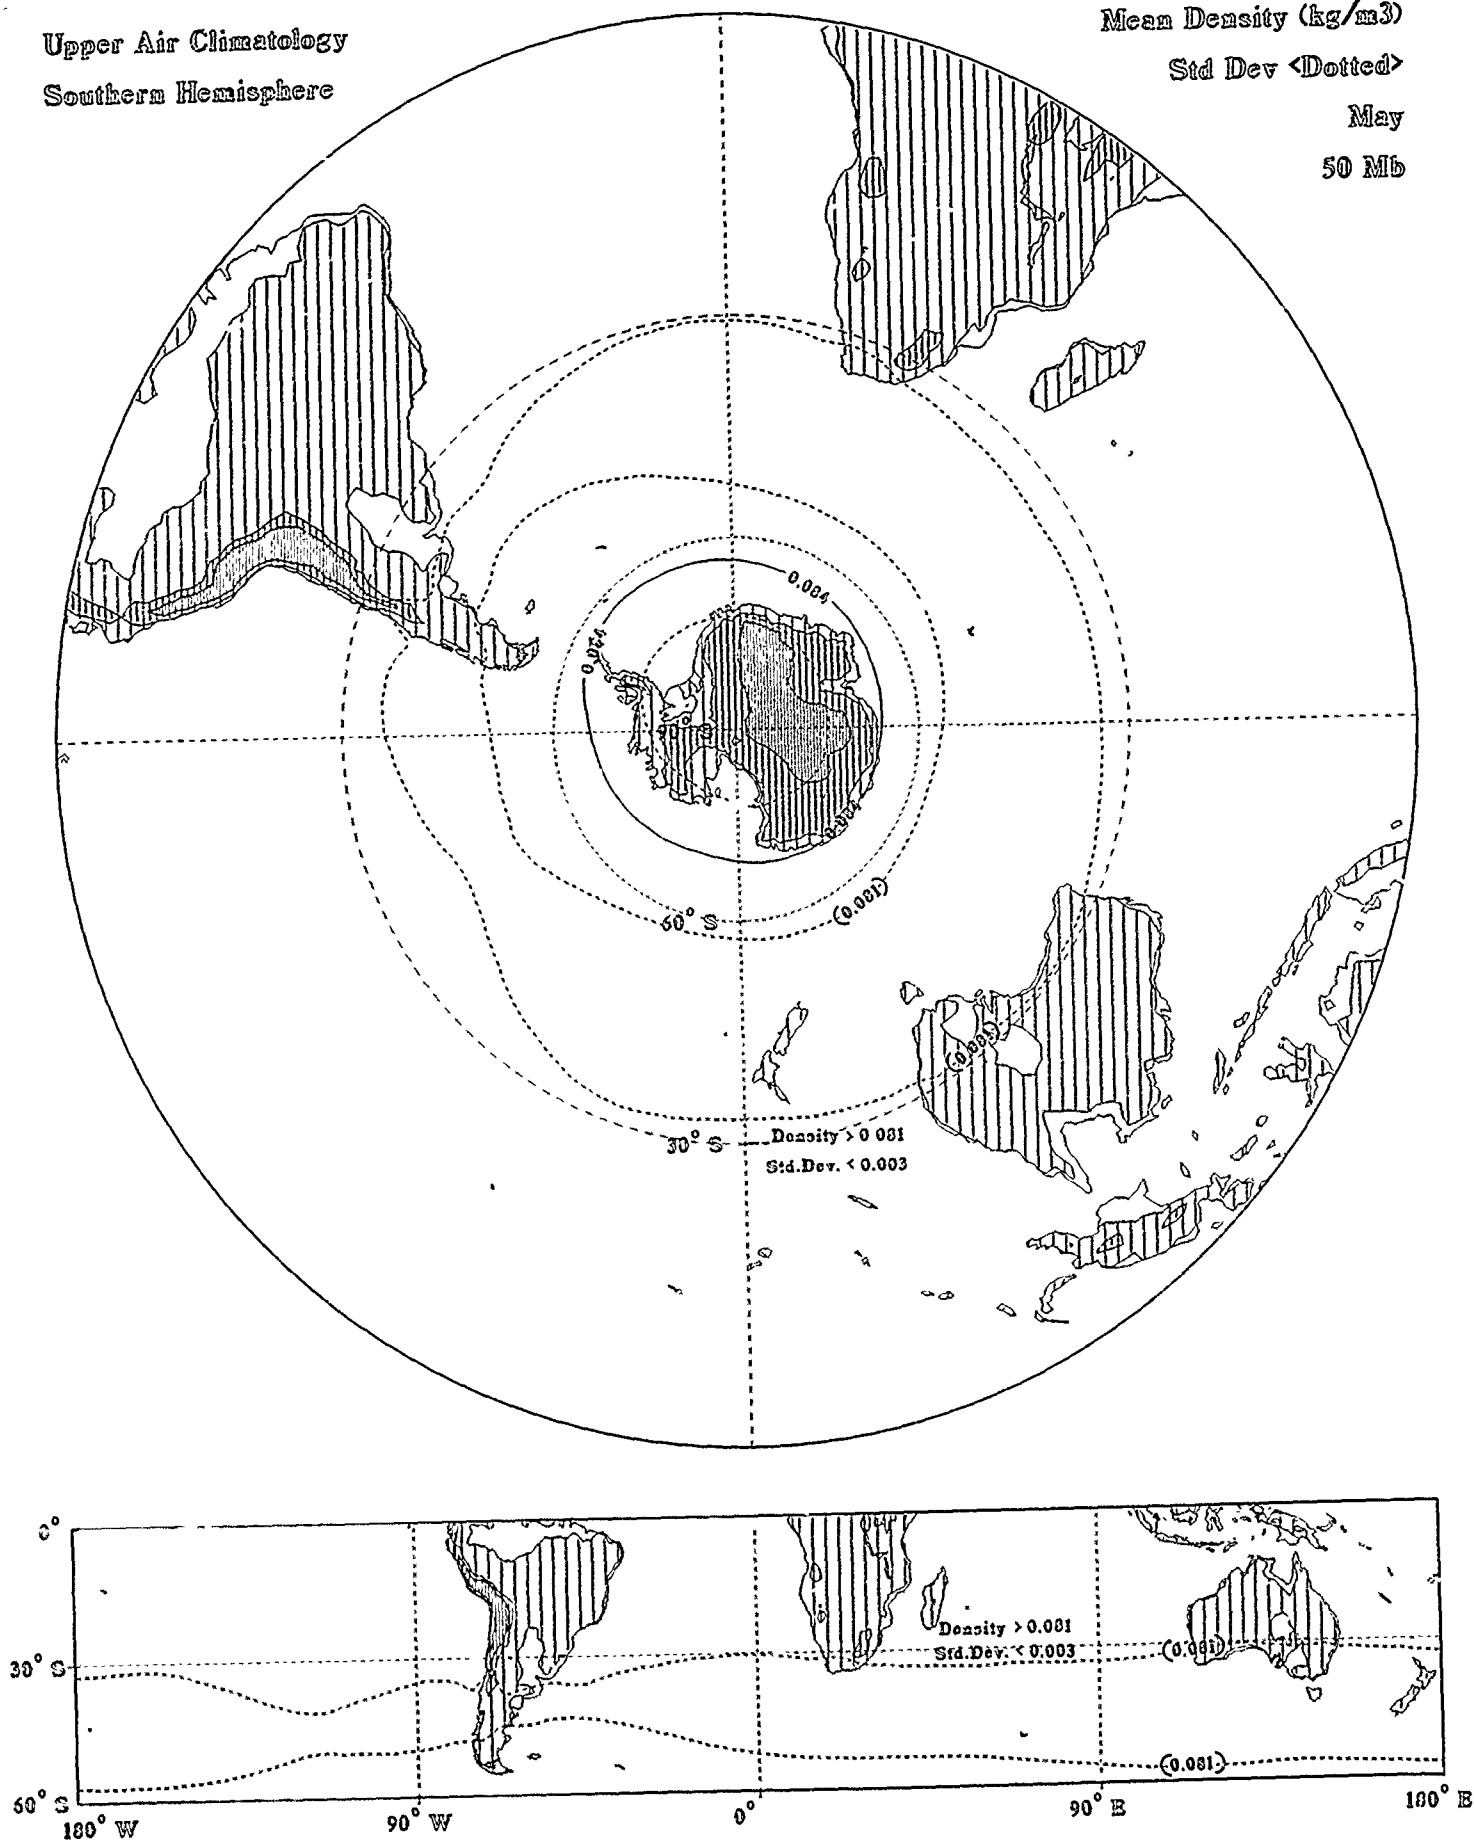 Upper Air Climatology
Southern Hemisphere
Mean Density (kg/m3)
Std Dev <Dotted>
May
50 Mb
0.084
0.084
0.084
(0.081)
60° S
(0.081)
30° S
Density > 0 081
Std.Dev. < 0.003
0°
30° S
60° S
Density > 0.081
Std.Dev. < 0.003
(0.081)
(0.081)
180° W
90° W
0°
90° E
180° E